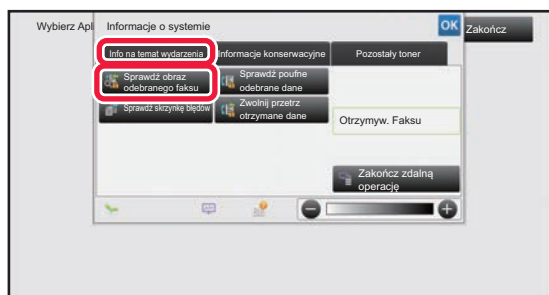 Wybierz Apl
Informacje o systemie
OK
Zakończ
Info na temat wydarzenia
Informacje konserwacyjne
Pozostały toner
Sprawdź obraz
odebranego faksu
Sprawdź poufne
odebrane dane
Sprawdź skrzynkę błędów
Zwolnij przetrz
otrzymane dane
Otrzymyw. Faksu
Zakończ zdalną
operację